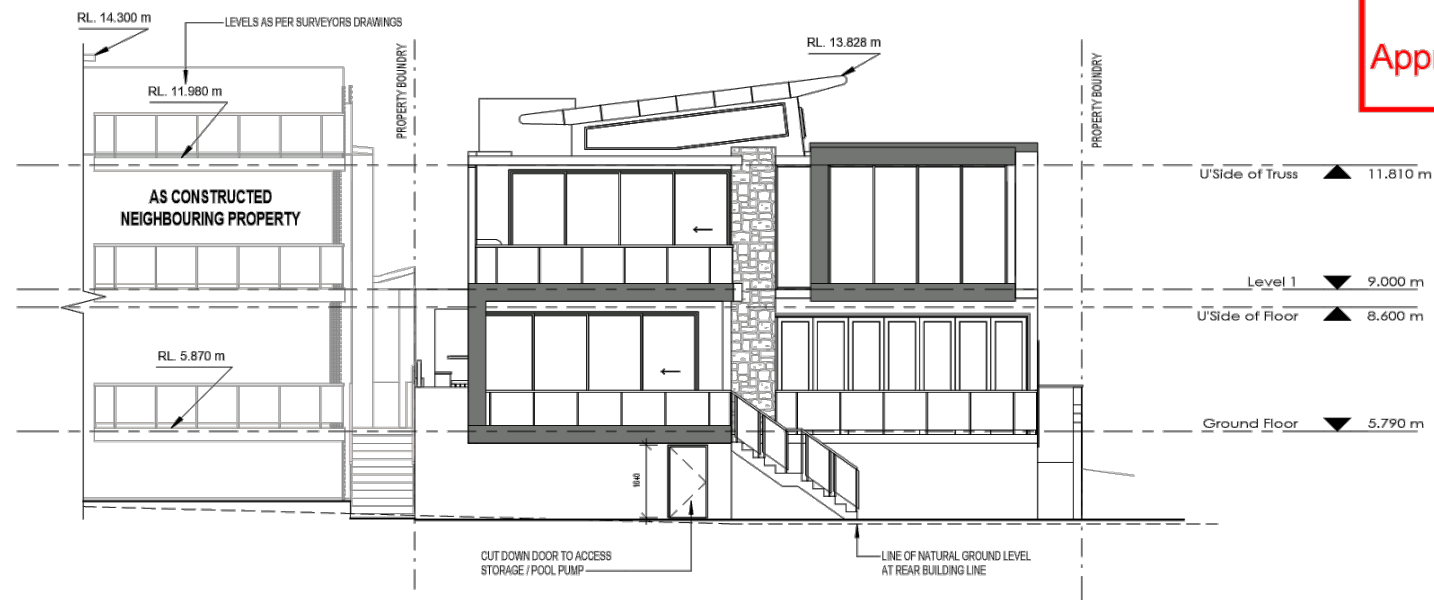 RL. 14.300 m
LEVELS AS PER SURVEYORS DRAWINGS
PROPERTY BOUNDRY
RL. 13.828 m
PROPERTY BOUNDRY
RL. 11.980 m
U'Side of Truss 11.810 m
AS CONSTRUCTED
NEIGHBOURING PROPERTY
Level 1 9.000 m
U'Side of Floor 8.600 m
RL. 5.870 m
Ground Floor 5.790 m
1640
CUT DOWN DOOR TO ACCESS
STORAGE / POOL PUMP
LINE OF NATURAL GROUND LEVEL
AT REAR BUILDING LINE